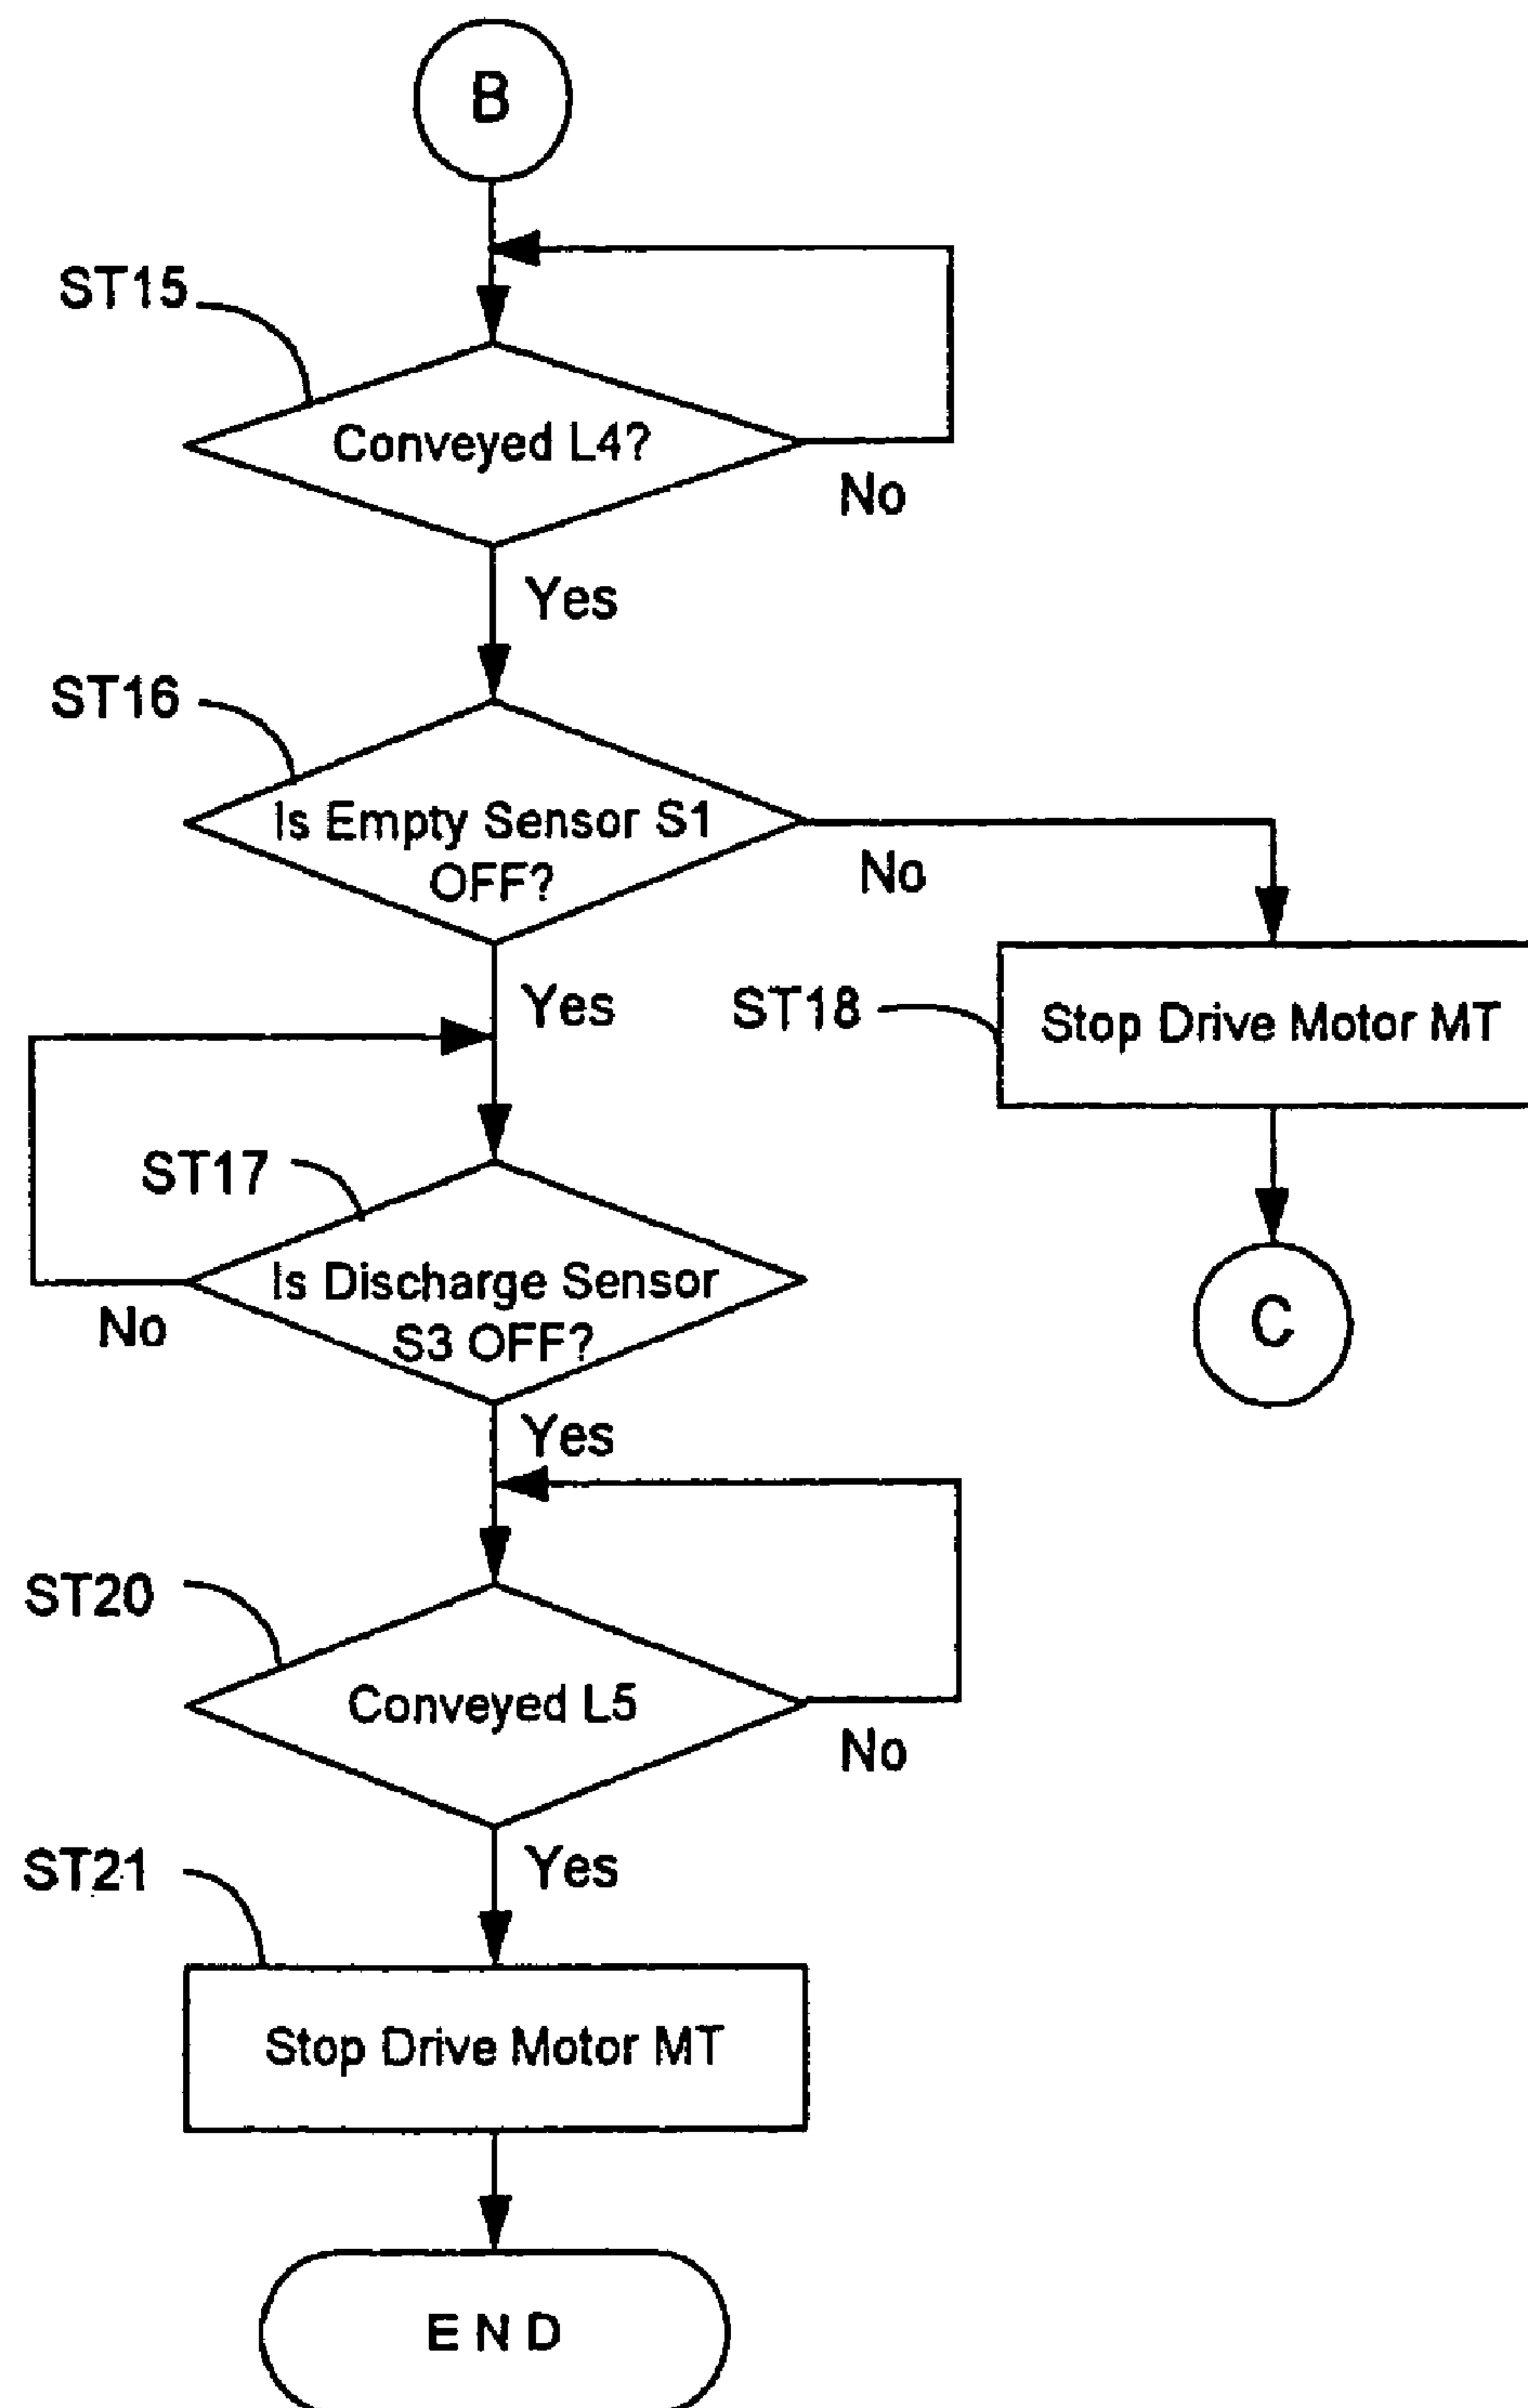 B
ST15
Conveyed L4?
No
Yes
ST16
Is Empty Sensor S1
OFF?
No
Yes
ST18
Stop Drive Motor MT
ST17
Is Discharge Sensor
S3 OFF?
No
C
Yes
ST20
Conveyed L5
No
Yes
ST21
Stop Drive Motor MT
END